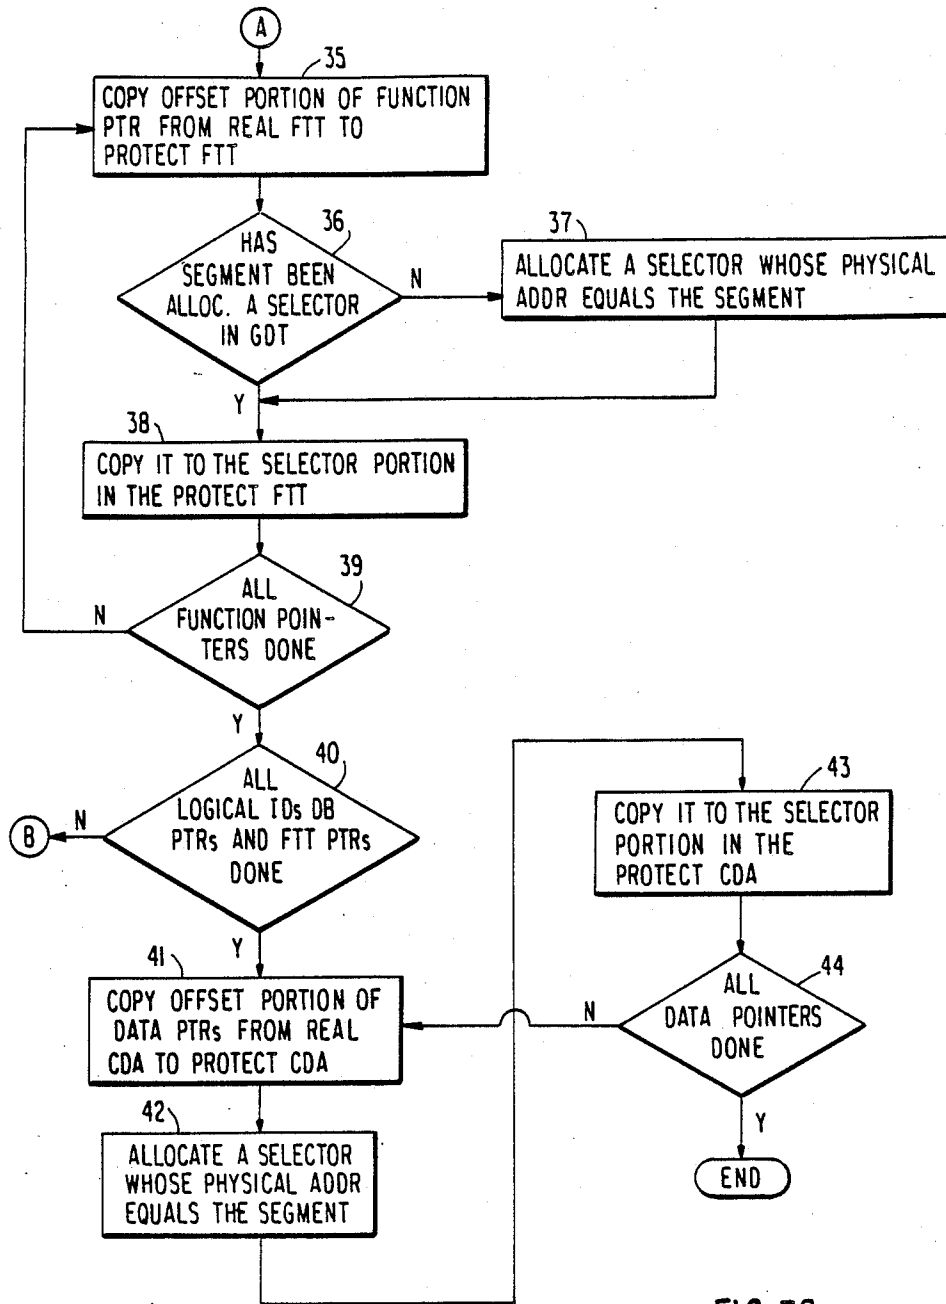 A
35
COPY OFFSET PORTION OF FUNCTION
PTR FROM REAL FTT TO
PROTECT FTT
36
HAS
SEGMENT BEEN
ALLOC. A SELECTOR
IN GDT
N
37
ALLOCATE A SELECTOR WHOSE PHYSICAL
ADDR EQUALS THE SEGMENT
Y
38
COPY IT TO THE SELECTOR PORTION
IN THE PROTECT FTT
39
ALL
FUNCTION POIN-
TERS DONE
N
Y
40
ALL
LOGICAL IDs DB
PTRs AND FTT PTRs
DONE
N
B
Y
41
COPY OFFSET PORTION OF
DATA PTRs FROM REAL
CDA TO PROTECT CDA
42
ALLOCATE A SELECTOR
WHOSE PHYSICAL ADDR
EQUALS THE SEGMENT
43
COPY IT TO THE SELECTOR
PORTION IN THE
PROTECT CDA
44
ALL
DATA POINTERS
DONE
N
Y
END